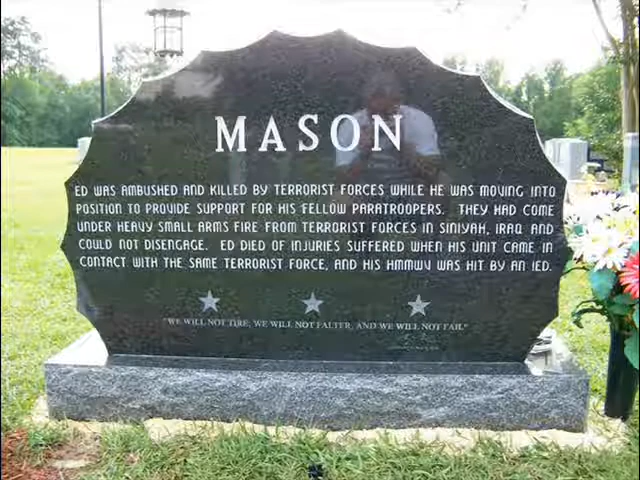 MASON
ED WAS AMBUSHED AND KILLED BY TERRORIST FORCES WHILE HE WAS MOVING INTO
POSITION TO PROVIDE SUPPORT FOR HIS FELLOW PARATROOPERS. THEY HAD COME
UNDER HEAVY SMALL ARMS FIRE FROM TERRORIST FORCES IN SINIYAH, IRAQ AND
COULD NOT DISENGAGE. ED DIED OF INJURIES SUFFERED WHEN HIS UNIT CAME IN
CONTACT WITH THE SAME TERRORIST FORCE, AND HIS HMMWV WAS HIT BY AN IED.
"WE WILL NOT TIRE, WE WILL NOT FALTER, AND WE WILL NOT FAIL"